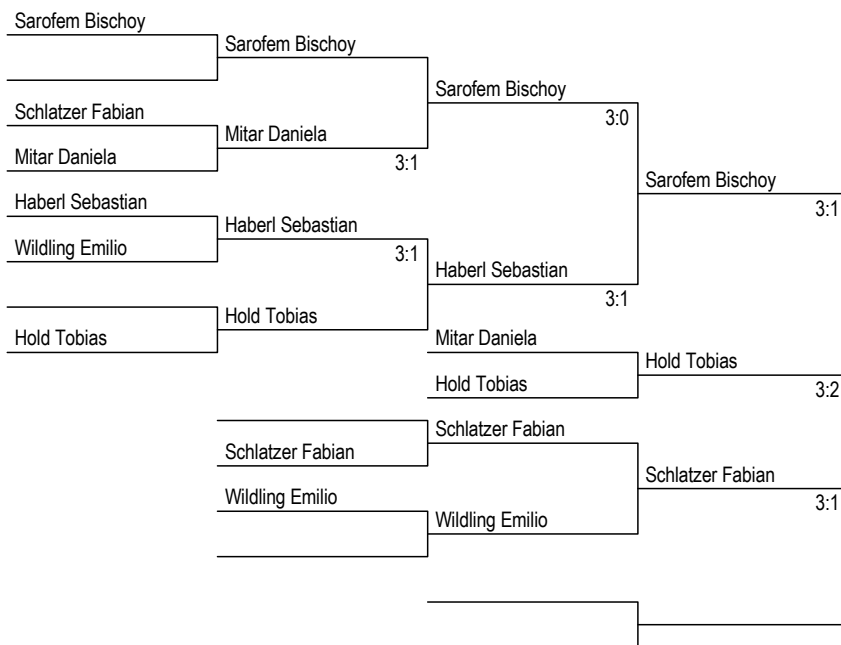 Sarofem Bischoy
Sarofem Bischoy
Sarofem Bischoy
3:0
Schlatzer Fabian
Mitar Daniela
Mitar Daniela
3:1
Sarofem Bischoy
3:1
Haberl Sebastian
Haberl Sebastian
Wildling Emilio
3:1
Haberl Sebastian
3:1
Hold Tobias
Hold Tobias
Mitar Daniela
Hold Tobias
Hold Tobias
3:2
Schlatzer Fabian
Schlatzer Fabian
Schlatzer Fabian
3:1
Wildling Emilio
Wildling Emilio